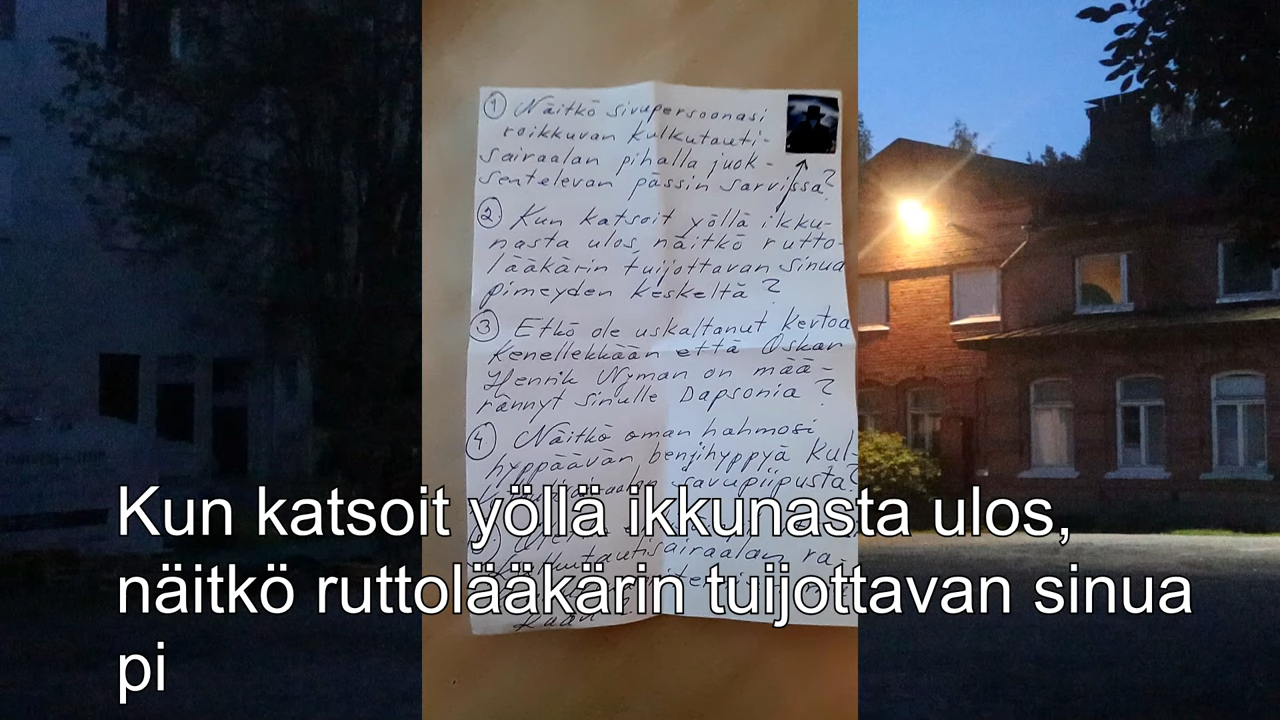 1 Näitkö sivupersoonasi
roikkuvan kulkutauti-
sairaalan pihalla juok-
sentelevan pässin sarvissa?
2. Kun katsoit yöllä ikku-
nasta ulos, näitkö rutto-
lääkärin tuijottavan sinua
pimeyden keskeltä?
3 Etkö ole uskaltanut kertoa
kenellekkään että Oskar
Henrik Nyman on mää-
rännyt sinulle Dapsonia?
4. Näitkö oman hahmosi
hyppäävän benjihyppyä kul-
savupiipusta?
Kun katsoit yöllä ikkunasta ulos,
näitkö ruttolääkärin tuijottavan sinua
pi